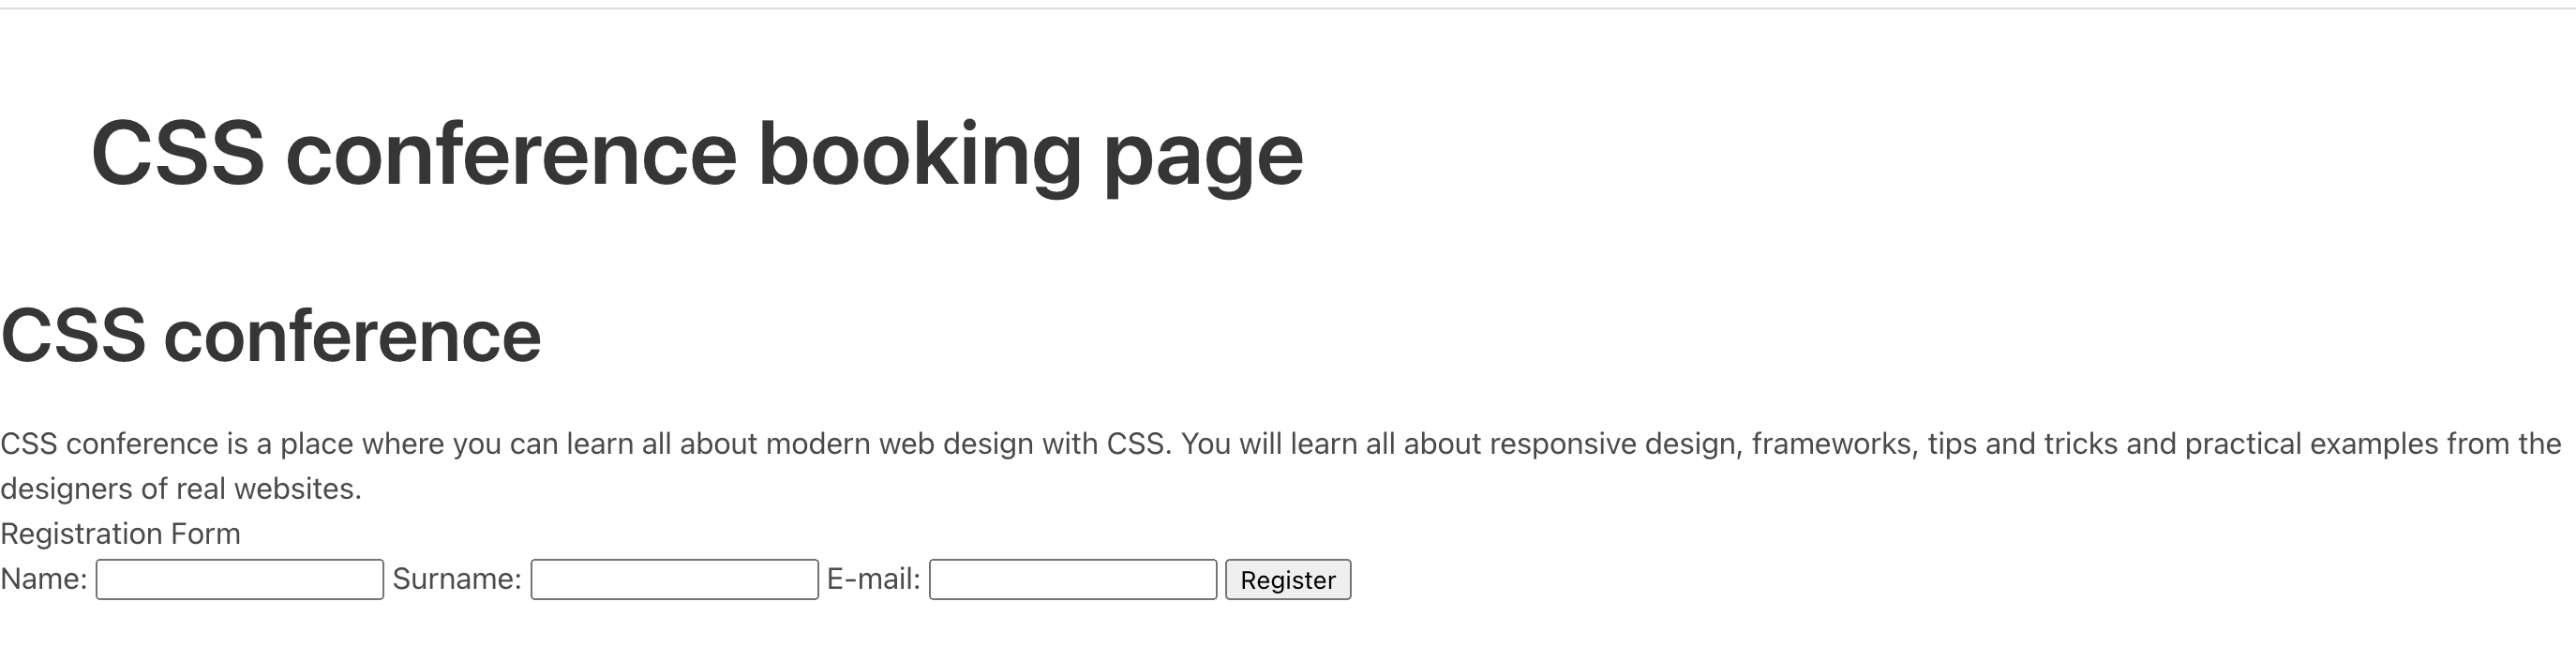 CSS conference booking page
CSS conference
CSS conference is a place where you can learn all about modern web design with CSS. You will learn all about responsive design, frameworks, tips and tricks and practical examples from the
designers of real websites.
Registration Form
Name: Surname: E-mail: Register